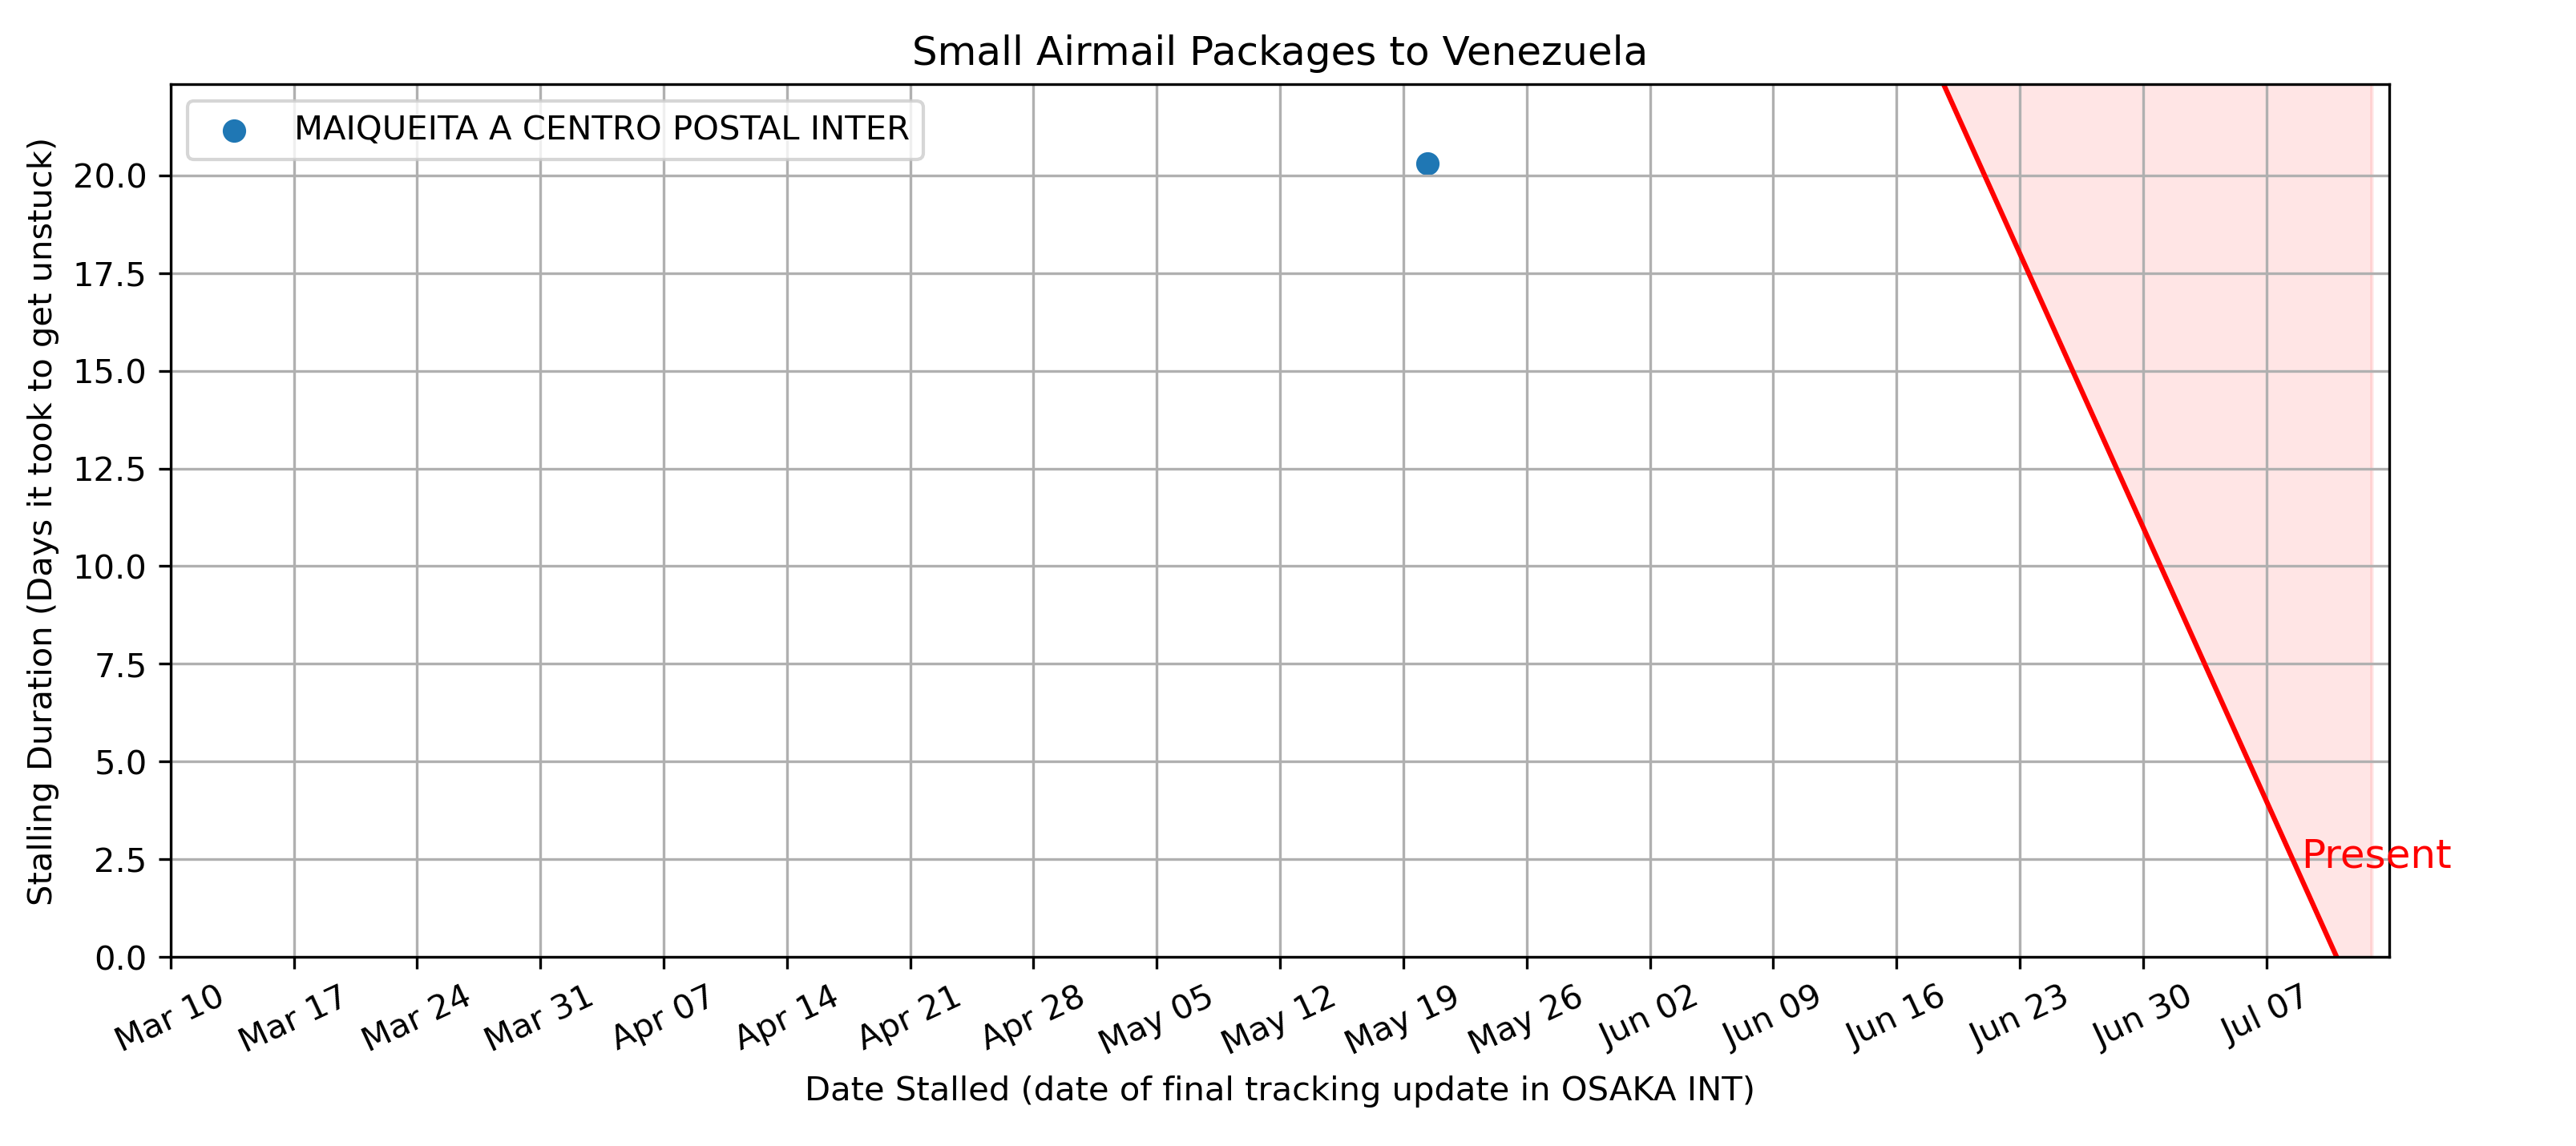 Small Airmail Packages to Venezuela
MAIQUEITA A CENTRO POSTAL INTER
Stalling Duration (Days it took to get unstuck)
20.0
17.5
15.0
12.5
10.0
7.5
5.0
2.5
0.0
Present
Mar 10
Mar 17
Mar 24
Mar 31
Apr 07
Apr 14
Apr 21
Apr 28
May 05
May 12
May 19
May 26
Jun 02
Jun 09
Jun 16
Jun 23
Jun 30
Jul 07
Date Stalled (date of final tracking update in OSAKA INT)